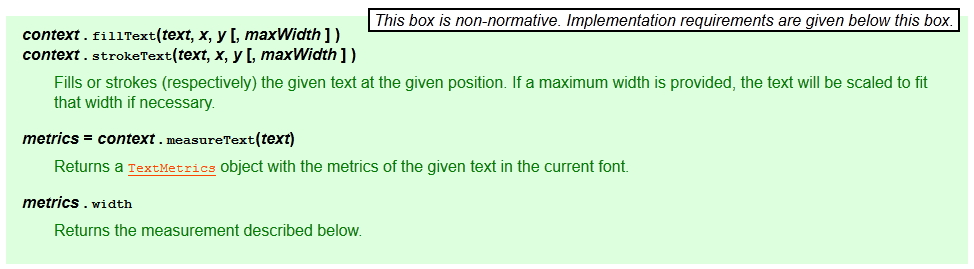 This box is non-normative. Implementation requirements are given below this box.
context . fillText(text, x, y [, maxWidth ] )
context . strokeText(text, x, y [, maxWidth ] )
Fills or strokes (respectively) the given text at the given position. If a maximum width is provided, the text will be scaled to fit
that width if necessary.
metrics = context . measureText(text)
Returns a TextMetrics object with the metrics of the given text in the current font.
metrics . width
Returns the measurement described below.